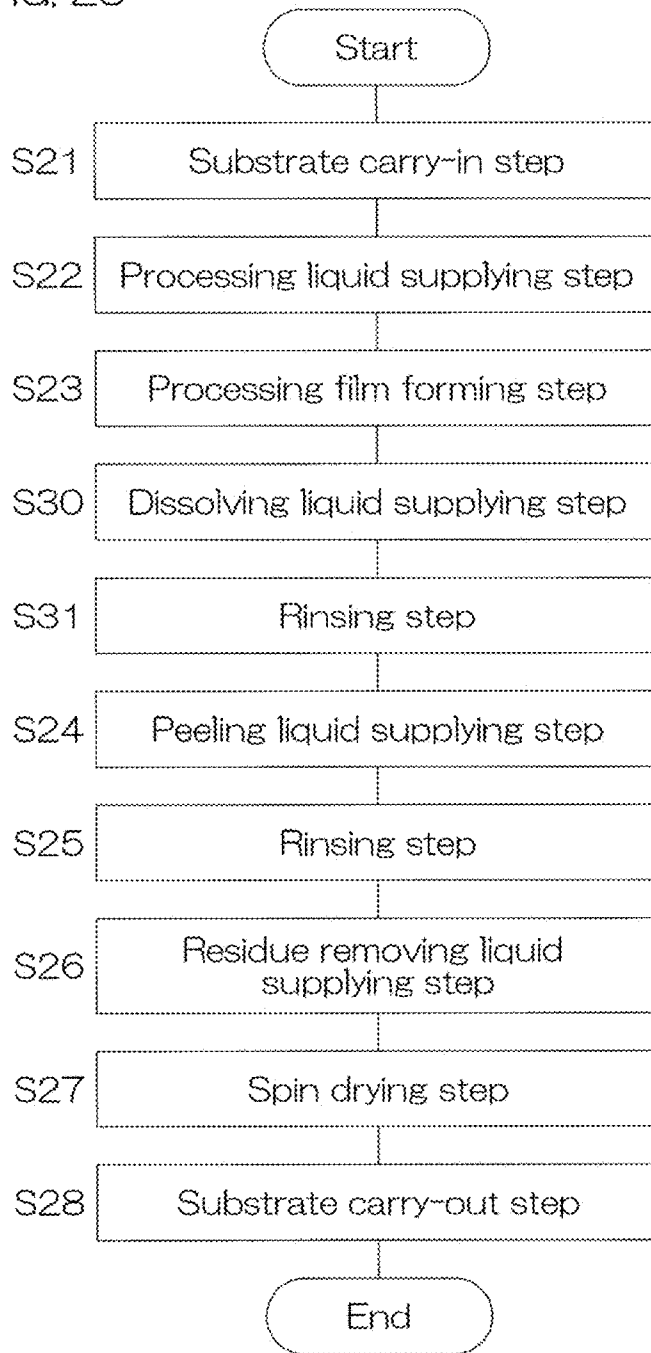 Start
S21 Substrate carry-in step
S22 Processing liquid supplying step
S23 Processing film forming step
S30 Dissolving liquid supplying step
S31 Rinsing step
S24 Peeling liquid supplying step
S25 Rinsing step
S26 Residue removing liquid
supplying step
S27 Spin drying step
S28 Substrate carry-out step
End